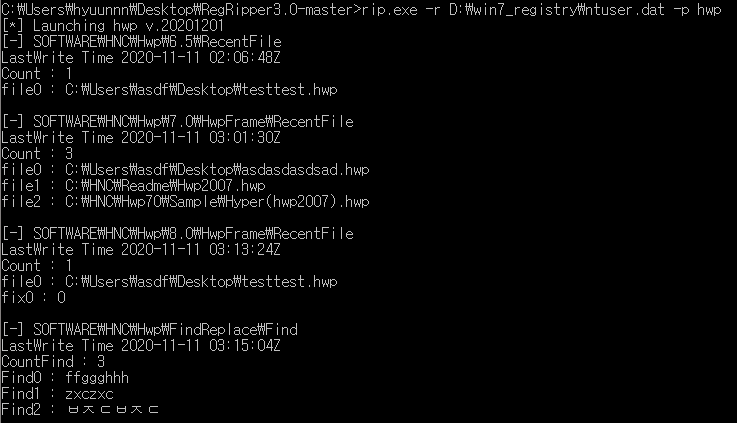 C:₩Users₩hyuunnn₩Desktop₩RegRipper3.0-master>rip.exe -r D:₩win7_registry₩ntuser.dat -p hwp
[*] Launching hwp v.20201201
[-] SOFTWARE₩HNC₩Hwp₩6.5₩RecentFile
LastWrite Time 2020-11-11 02:06:48Z
Count : 1
file0 : C:₩Users₩asdf₩Desktop₩testtest.hwp
[-] SOFTWARE₩HNC₩Hwp₩7.0₩HwpFrame₩RecentFile
LastWrite Time 2020-11-11 03:01:30Z
Count : 3
file0 : C:₩Users₩asdf₩Desktop₩asdasdasdsad.hwp
file1 : C:₩HNC₩Readme₩Hwp2007.hwp
file2 : C:₩HNC₩Hwp70₩Sample₩Hyper(hwp2007).hwp
[-] SOFTWARE₩HNC₩Hwp₩8.0₩HwpFrame₩RecentFile
LastWrite Time 2020-11-11 03:13:24Z
Count : 1
file0 : C:₩Users₩asdf₩Desktop₩testtest.hwp
fix0 : 0
[-] SOFTWARE₩HNC₩Hwp₩FindReplace₩Find
LastWrite Time 2020-11-11 03:15:04Z
CountFind : 3
Find0 : ffggghhh
Find1 : zxczxc
Find2 : ㅂㅈㄷㅂㅈㄷ